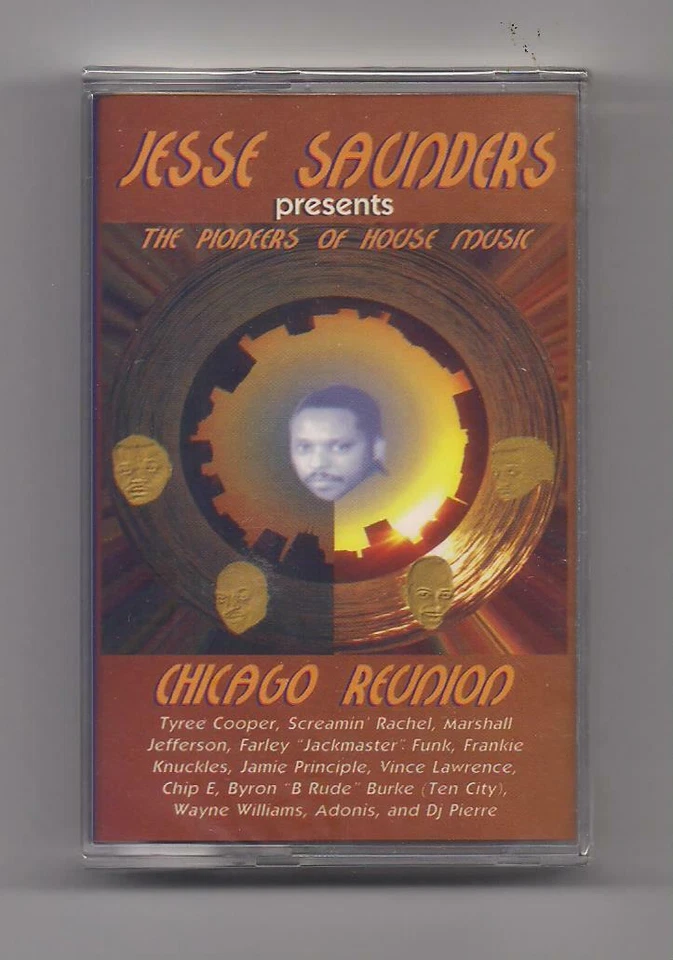 JESSE SAUNDERS
presents
THE PIONEERS OF HOUSE MUSIC
CHICAGO REUNION
Tyree Cooper, Screamin' Rachel, Marshall
Jefferson, Farley "Jackmaster" Funk, Frankie
Knuckles, Jamie Principle, Vince Lawrence,
Chip E, Byron "B Rude" Burke (Ten City),
Wayne Williams, Adonis, and Dj Pierre